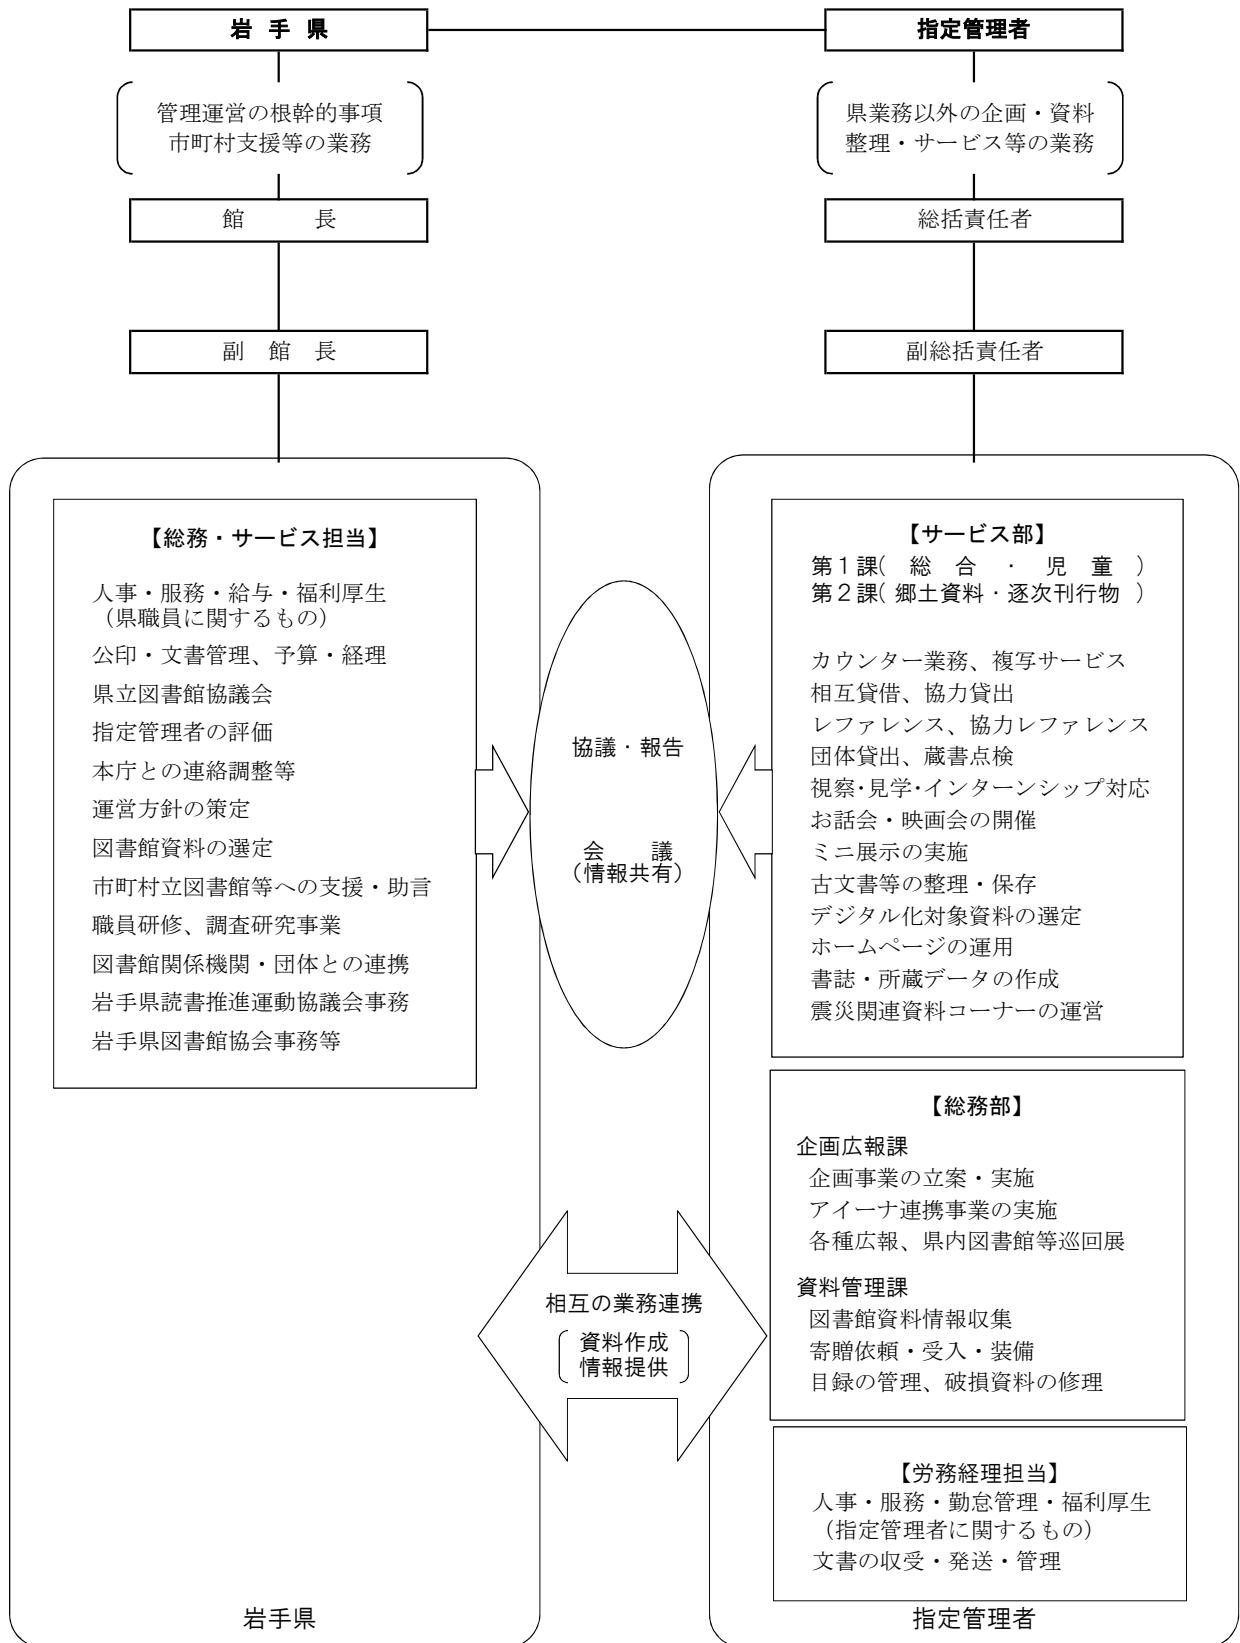 岩 手 県
指定管理者
管理運営の根幹的事項
市町村支援等の業務
県業務以外の企画・資料
整理・サービス等の業務
館 長
総括責任者
副 館 長
副総括責任者
【総務・サービス担当】
人事・服務・給与・福利厚生
（県職員に関するもの）
公印・文書管理、予算・経理
県立図書館協議会
指定管理者の評価
本庁との連絡調整等
運営方針の策定
図書館資料の選定
市町村立図書館等への支援・助言
職員研修、調査研究事業
図書館関係機関・団体との連携
岩手県読書推進運動協議会事務
岩手県図書館協会事務等
協議・報告
会 議
（情報共有）
【サービス部】
第１課( 総 合 ・ 児 童 )
第２課( 郷土資料・逐次刊行物 )
カウンター業務、複写サービス
相互貸借、協力貸出
レファレンス、協力レファレンス
団体貸出、蔵書点検
視察・見学・インターンシップ対応
お話会・映画会の開催
ミニ展示の実施
古文書等の整理・保存
デジタル化対象資料の選定
ホームページの運用
書誌・所蔵データの作成
震災関連資料コーナーの運営
【総務部】
企画広報課
企画事業の立案・実施
アイーナ連携事業の実施
各種広報、県内図書館等巡回展
資料管理課
図書館資料情報収集
寄贈依頼・受入・装備
目録の管理、破損資料の修理
相互の業務連携
資料作成
情報提供
【労務経理担当】
人事・服務・勤怠管理・福利厚生
（指定管理者に関するもの）
文書の収受・発送・管理
岩手県
指定管理者